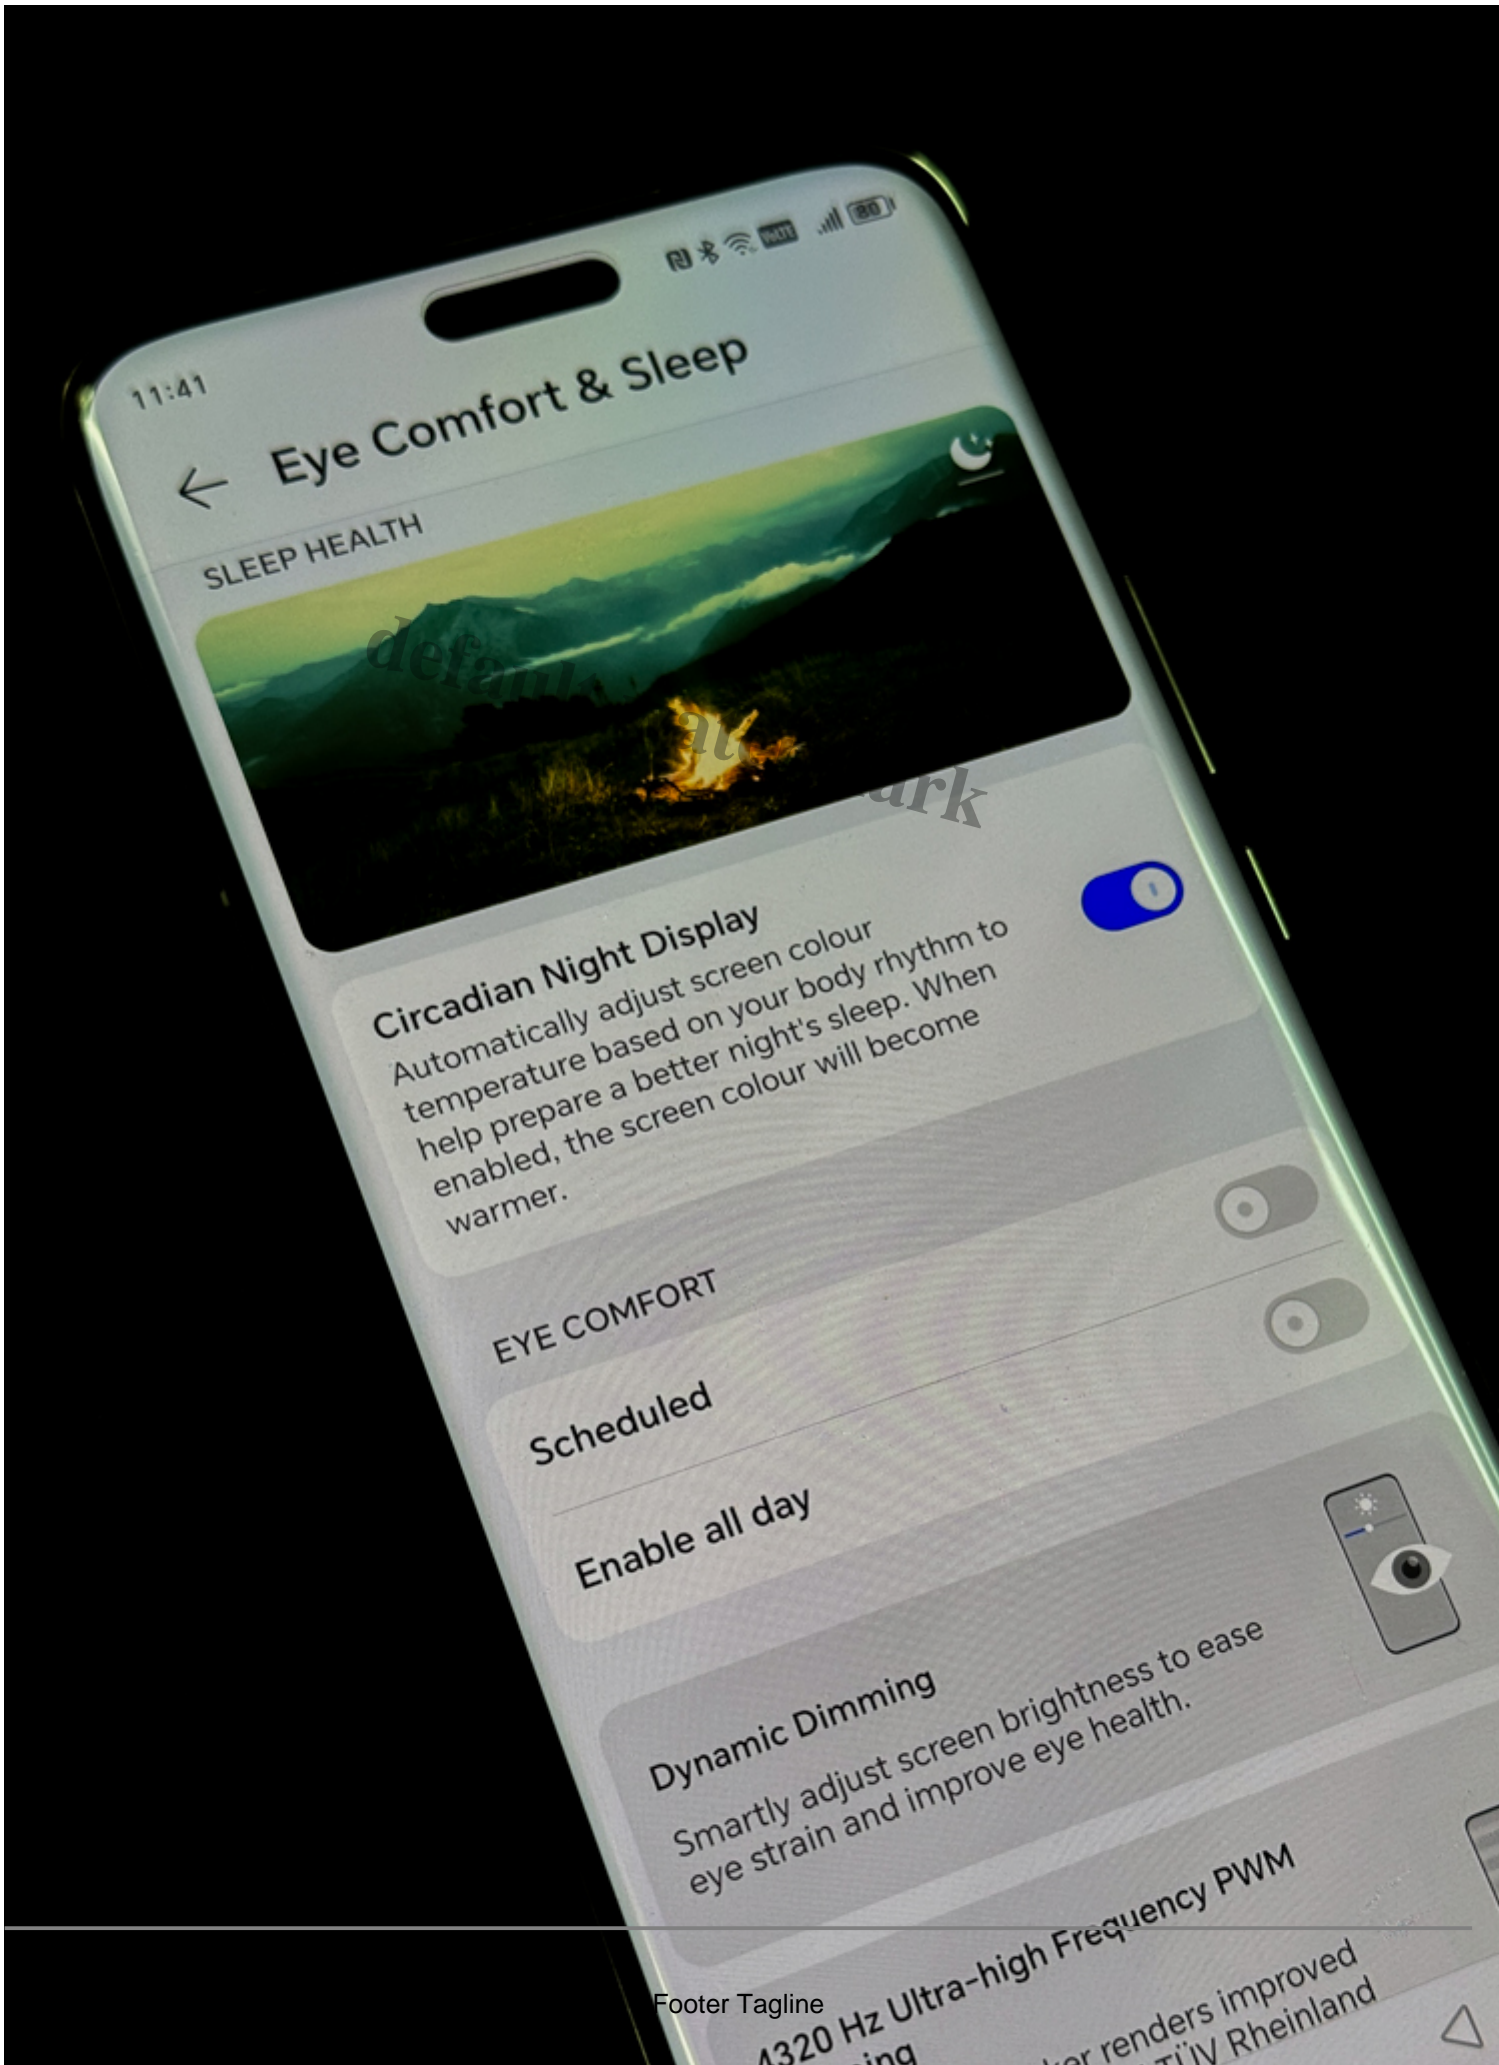 11:41
80
Eye Comfort & Sleep
SLEEP HEALTH
default watermark
Circadian Night Display
Automatically adjust screen colour
temperature based on your body rhythm to
help prepare a better night's sleep. When
enabled, the screen colour will become
warmer.
EYE COMFORT
Scheduled
Enable all day
Dynamic Dimming
Smartly adjust screen brightness to ease
eye strain and improve eye health.
4320 Hz Ultra-high Frequency PWM
renders improved
TÜV Rheinland
Footer Tagline